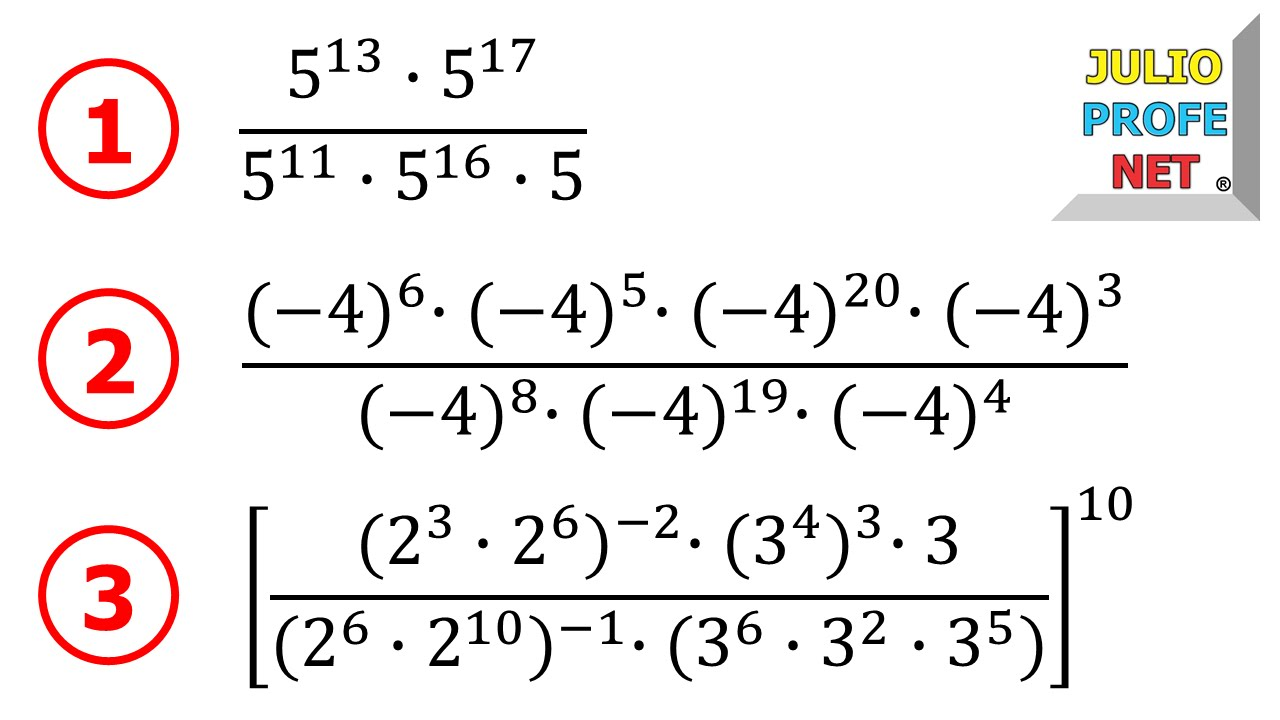 1
5¹³ · 5¹⁷
5¹¹ · 5¹⁶ · 5
JULIO
PROFE
NET ®
2
(−4)⁶· (−4)⁵· (−4)²⁰· (−4)³
(−4)⁸· (−4)¹⁹· (−4)⁴
3
[(2³ · 2⁶)⁻²· (3⁴)³· 3
(2⁶ · 2¹⁰)⁻¹· (3⁶ · 3² · 3⁵)]¹⁰